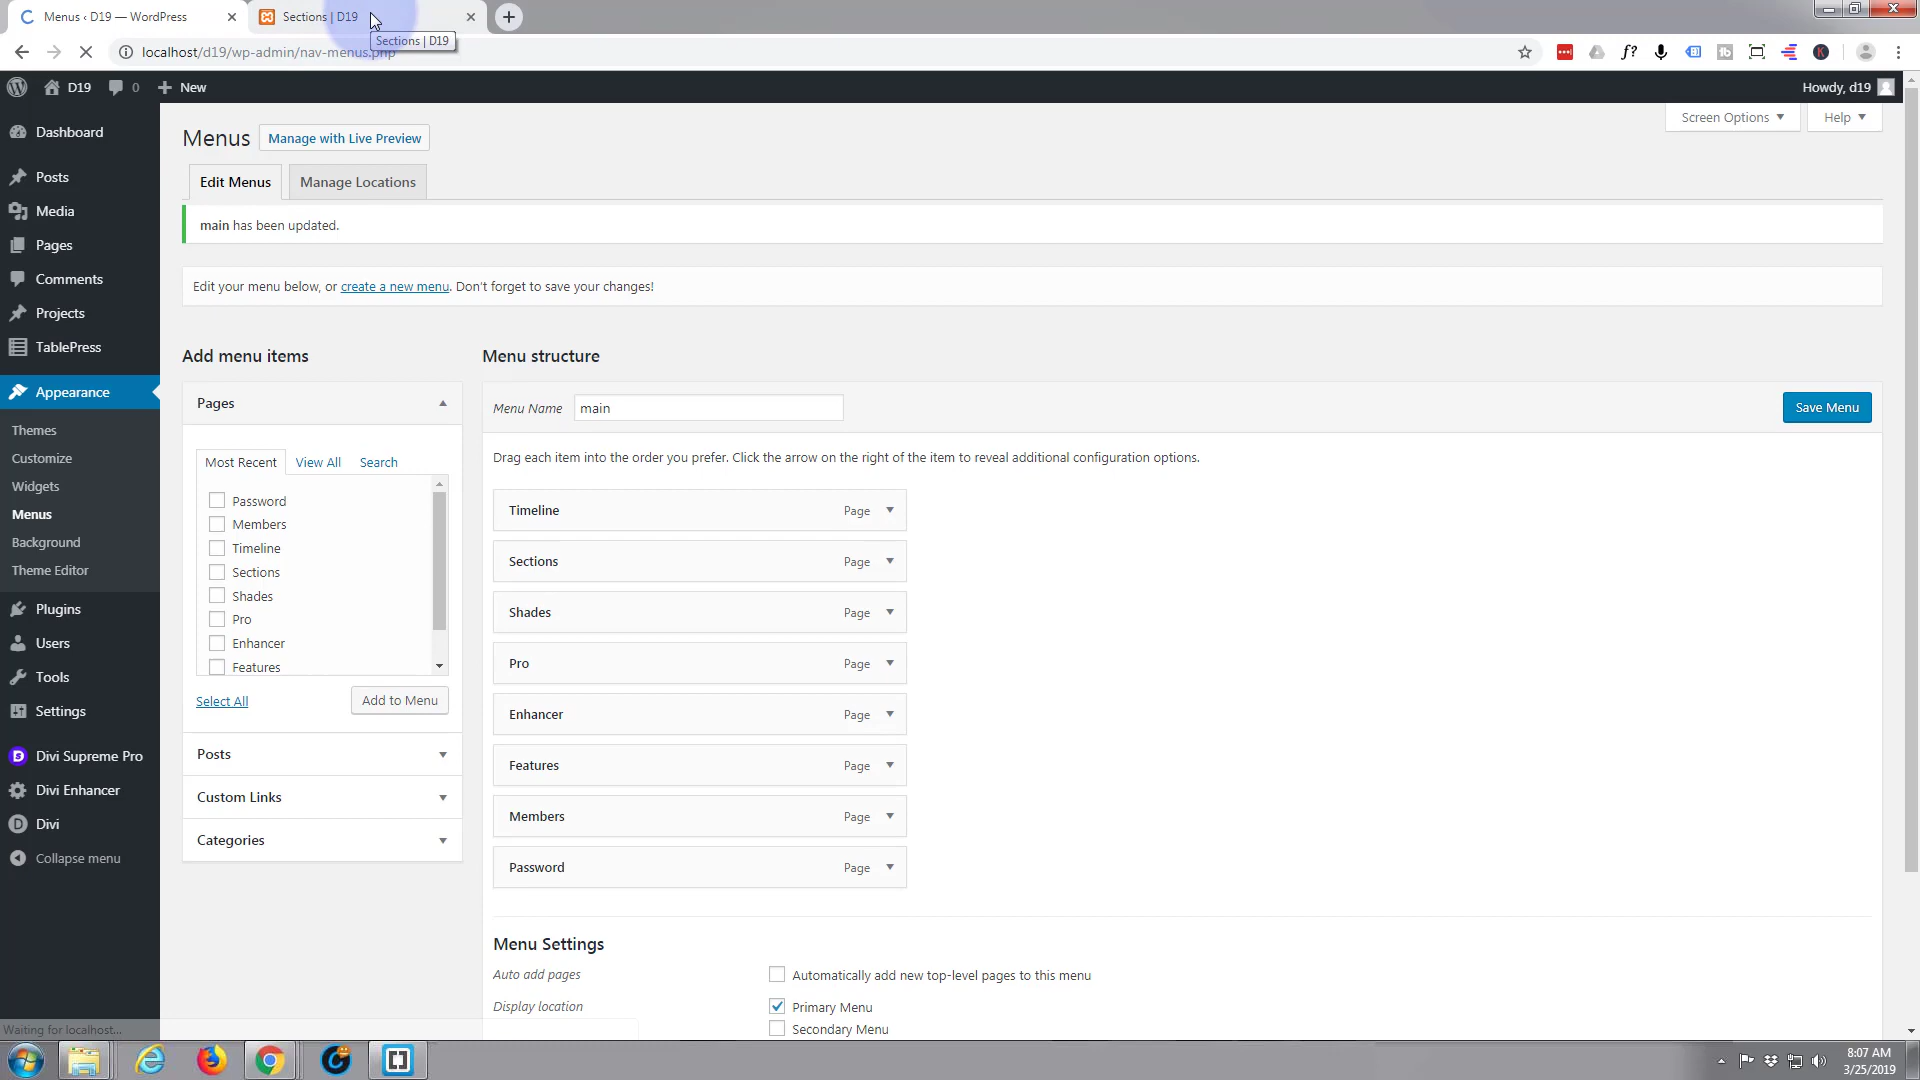 Menus ‹ D19 — WordPress
Sections | D19
Sections | D19
localhost/d19/wp-admin/nav-menus.php
D19
0
New
Howdy, d19
Dashboard
Posts
Media
Pages
Comments
Projects
TablePress
Appearance
Themes
Customize
Widgets
Menus
Background
Theme Editor
Plugins
Users
Tools
Settings
Divi Supreme Pro
Divi Enhancer
Divi
Collapse menu
Waiting for localhost...
Screen Options
Help
Menus
Manage with Live Preview
Edit Menus
Manage Locations
main has been updated.
Edit your menu below, or create a new menu. Don't forget to save your changes!
Add menu items
Pages
Most Recent
View All
Search
Password
Members
Timeline
Sections
Shades
Pro
Enhancer
Features
Select All
Add to Menu
Posts
Custom Links
Categories
Menu structure
Menu Name
main
Save Menu
Drag each item into the order you prefer. Click the arrow on the right of the item to reveal additional configuration options.
Timeline Page
Sections Page
Shades Page
Pro Page
Enhancer Page
Features Page
Members Page
Password Page
Menu Settings
Auto add pages
Automatically add new top-level pages to this menu
Display location
Primary Menu
Secondary Menu
8:07 AM
3/25/2019